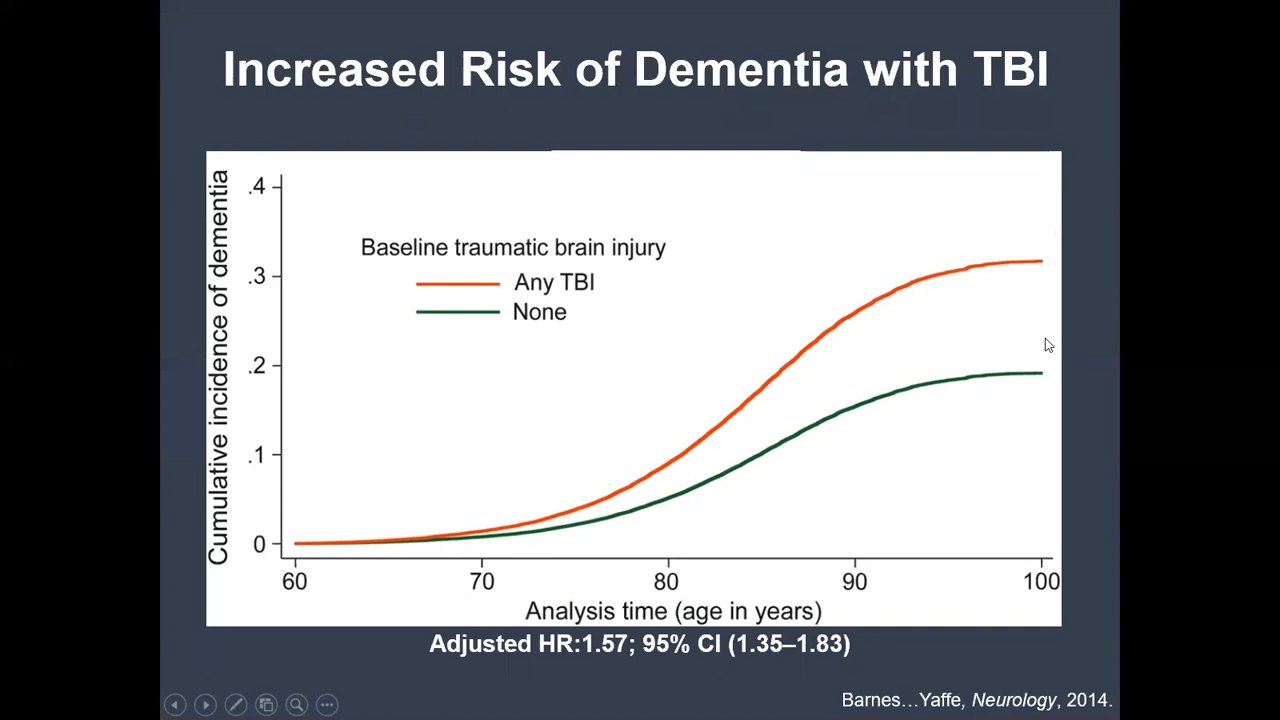 Increased Risk of Dementia with TBI
Cumulative incidence of dementia
.4
.3
.2
.1
0
Baseline traumatic brain injury
Any TBI
None
60 70 80 90 100
Analysis time (age in years)
Adjusted HR:1.57; 95% CI (1.35–1.83)
Barnes…Yaffe, Neurology, 2014.